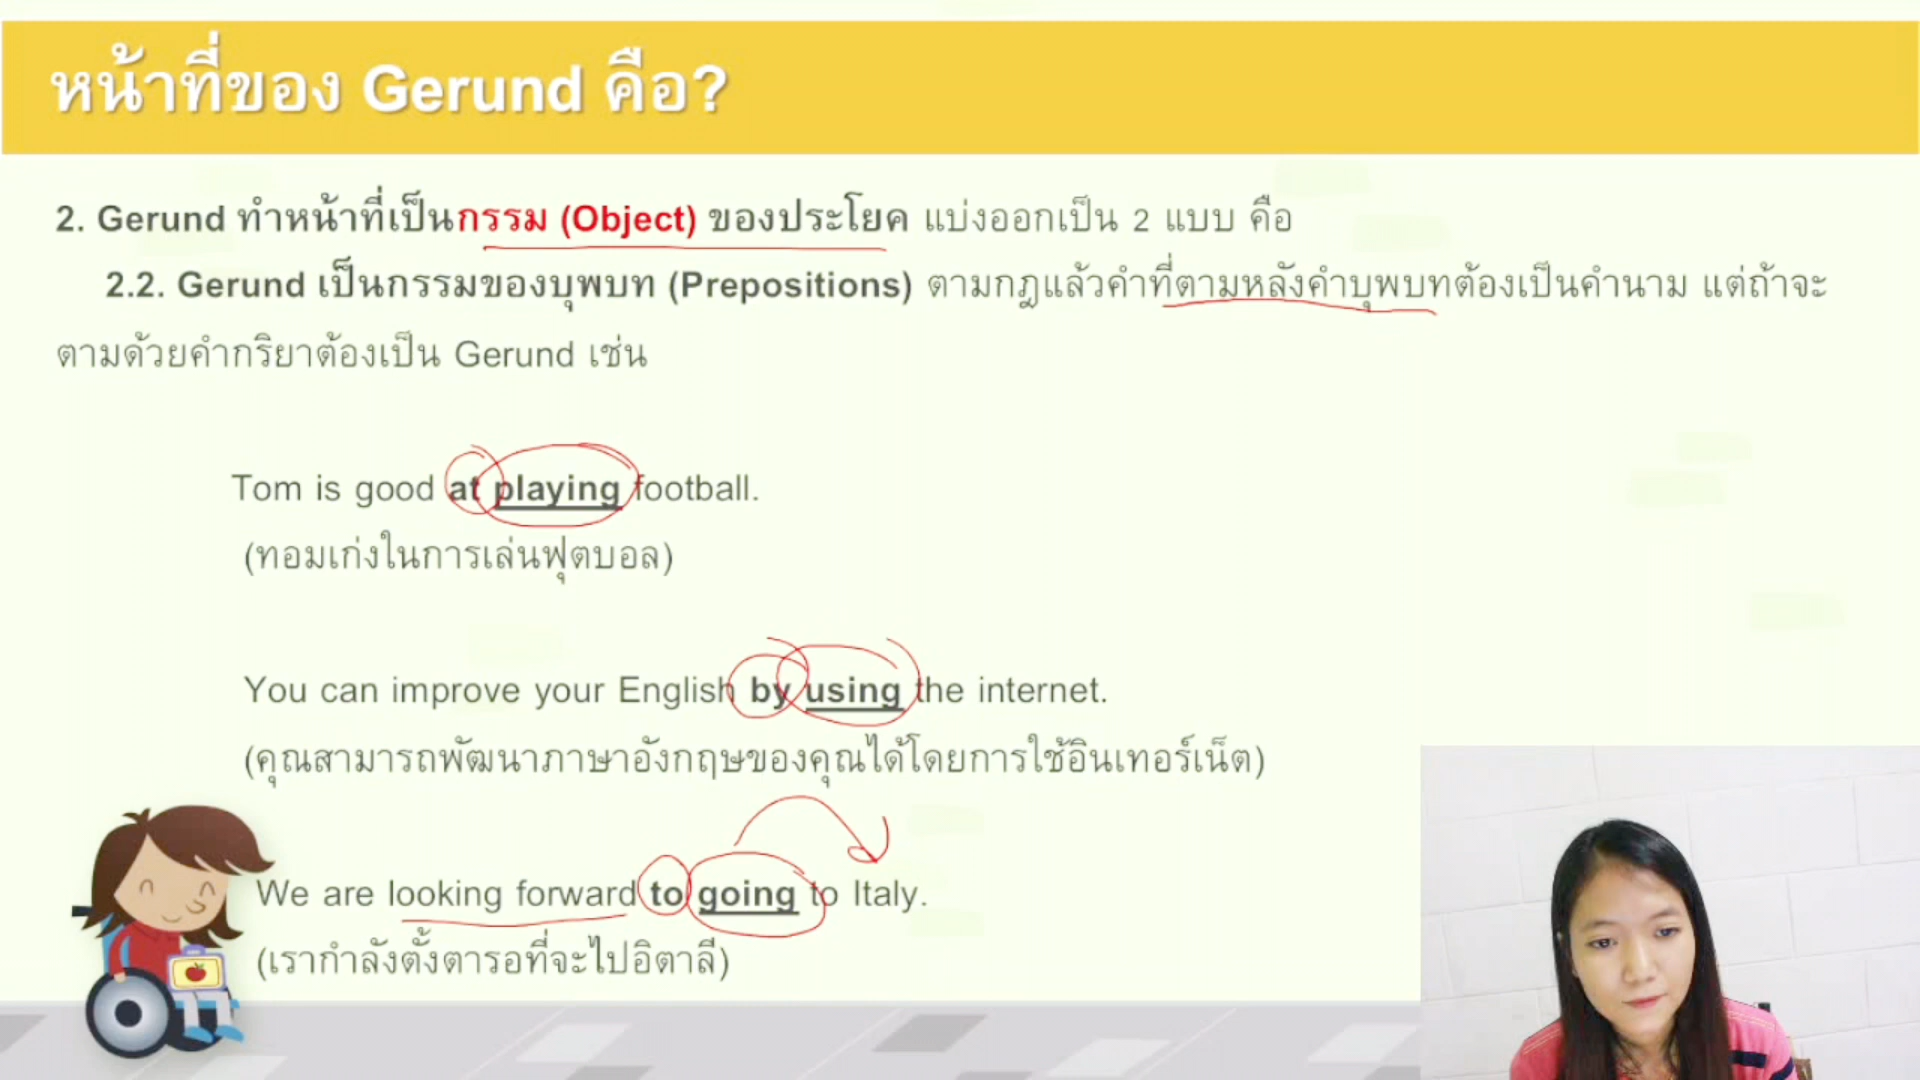 หน้าที่ของ Gerund คือ?
2. Gerund ทำหน้าที่เป็นกรรม (Object) ของประโยค แบ่งออกเป็น 2 แบบ คือ
2.2. Gerund เป็นกรรมของบุพบท (Prepositions) ตามกฎแล้วคำที่ตามหลังคำบุพบทต้องเป็นคำนาม แต่ถ้าจะ
ตามด้วยคำกริยาต้องเป็น Gerund เช่น
Tom is good at playing football.
(ทอมเก่งในการเล่นฟุตบอล)
You can improve your English by using the internet.
(คุณสามารถพัฒนาภาษาอังกฤษของคุณได้โดยการใช้อินเทอร์เน็ต)
We are looking forward to going to Italy.
(เรากำลังตั้งตารอที่จะไปอิตาลี)